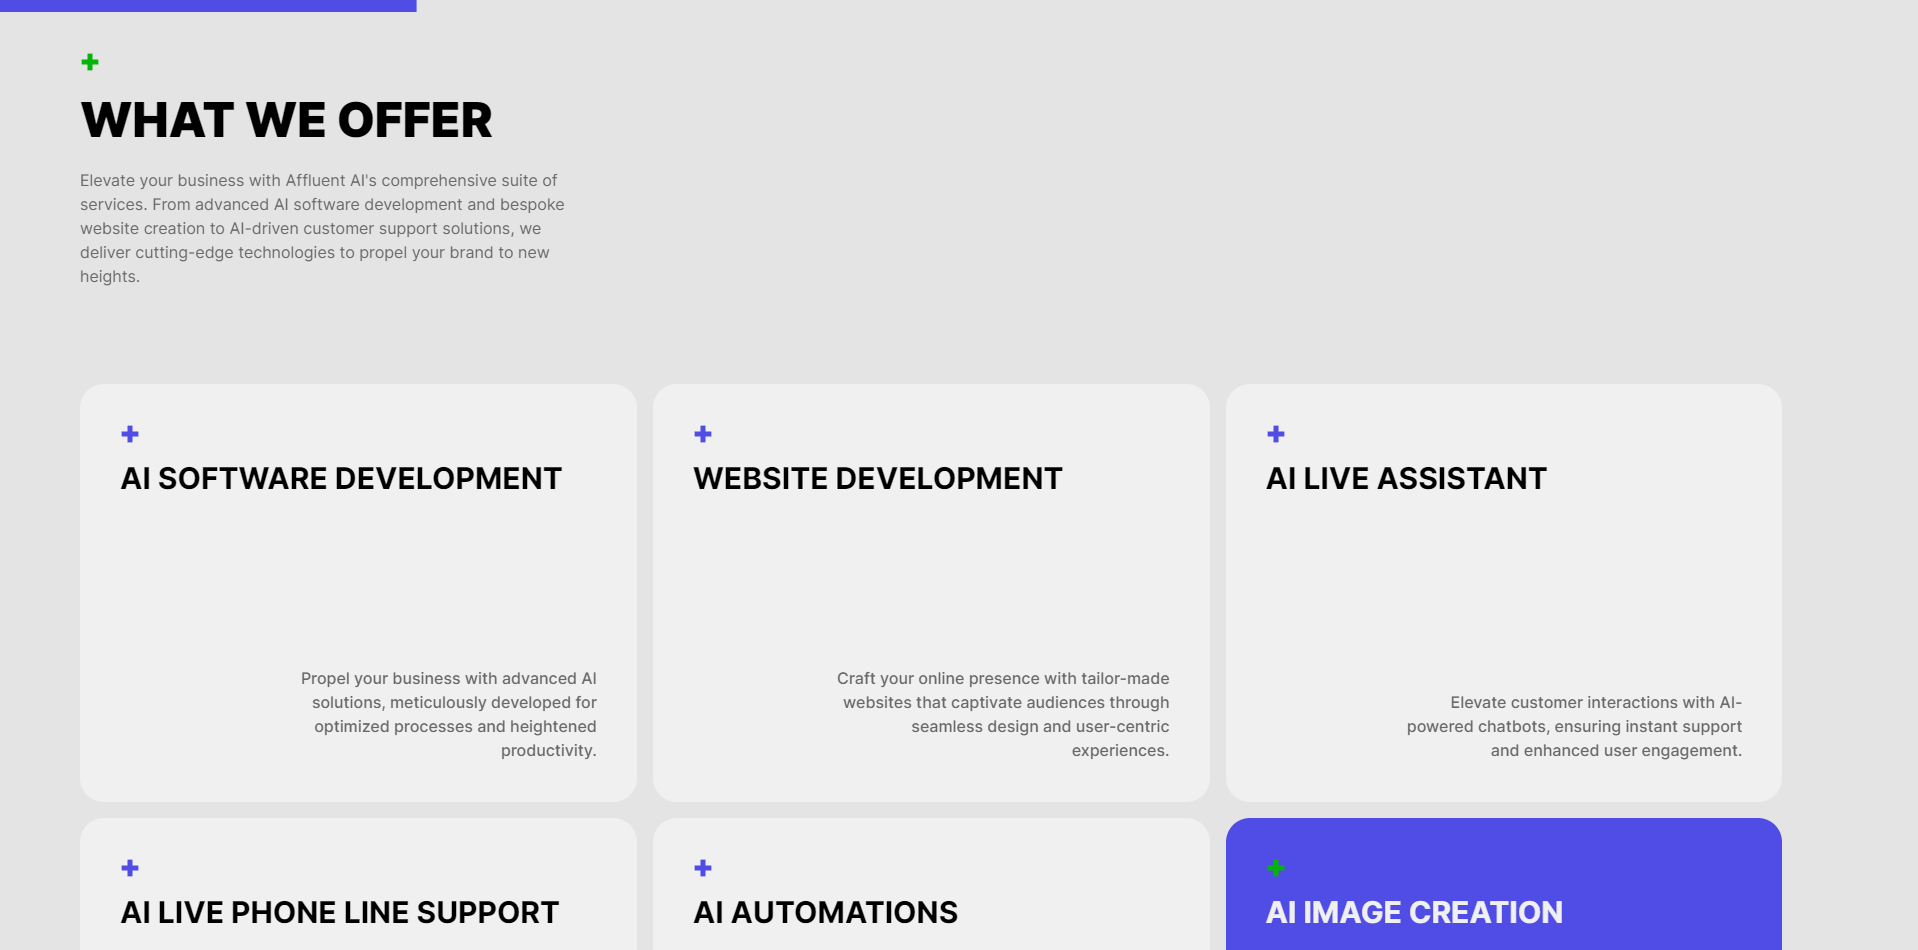 WHAT WE OFFER
Elevate your business with Affluent AI's comprehensive suite of
services. From advanced AI software development and bespoke
website creation to AI-driven customer support solutions, we
deliver cutting-edge technologies to propel your brand to new
heights.
AI SOFTWARE DEVELOPMENT
Propel your business with advanced AI
solutions, meticulously developed for
optimized processes and heightened
productivity.
WEBSITE DEVELOPMENT
Craft your online presence with tailor-made
websites that captivate audiences through
seamless design and user-centric
experiences.
AI LIVE ASSISTANT
Elevate customer interactions with AI-
powered chatbots, ensuring instant support
and enhanced user engagement.
AI LIVE PHONE LINE SUPPORT
AI AUTOMATIONS
AI IMAGE CREATION